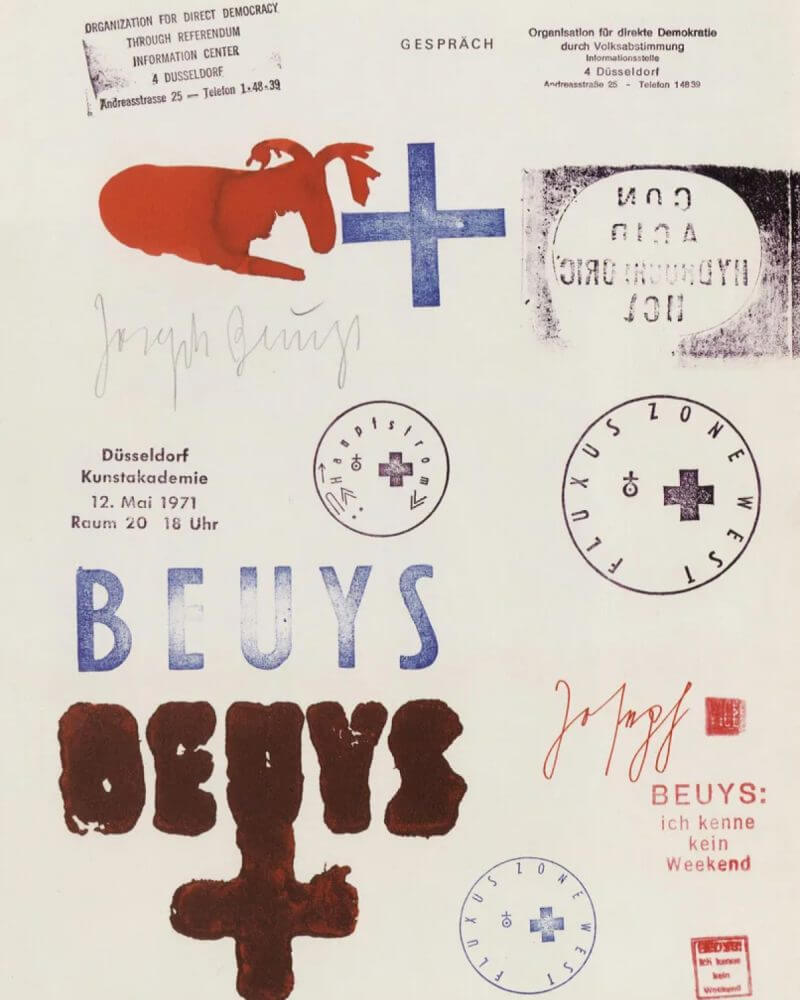 ORGANIZATION FOR DIRECT DEMOCRACY
THROUGH REFERENDUM
INFORMATION CENTER
4 DUSSELDORF
Andreasstrasse 25 — Telefon 1-48-39
GESPRÄCH
Organisation für direkte Demokratie
durch Volksabstimmung
Informationsstelle
4 Düsseldorf
Andreasstraße 25 - Telefon 14839
CON
ACID
HYDROCHLORIC
HCl
Joseph Beuys
Düsseldorf
Kunstakademie
12. Mai 1971
Raum 20 18 Uhr
Hauptstrom
FLUXUS ZONE WEST
BEUYS
BEUYS
Joseph
BEUYS:
ich kenne
kein
Weekend
FLUXUS ZONE WEST
BEUYS:
Ich kenne
kein
Weekend